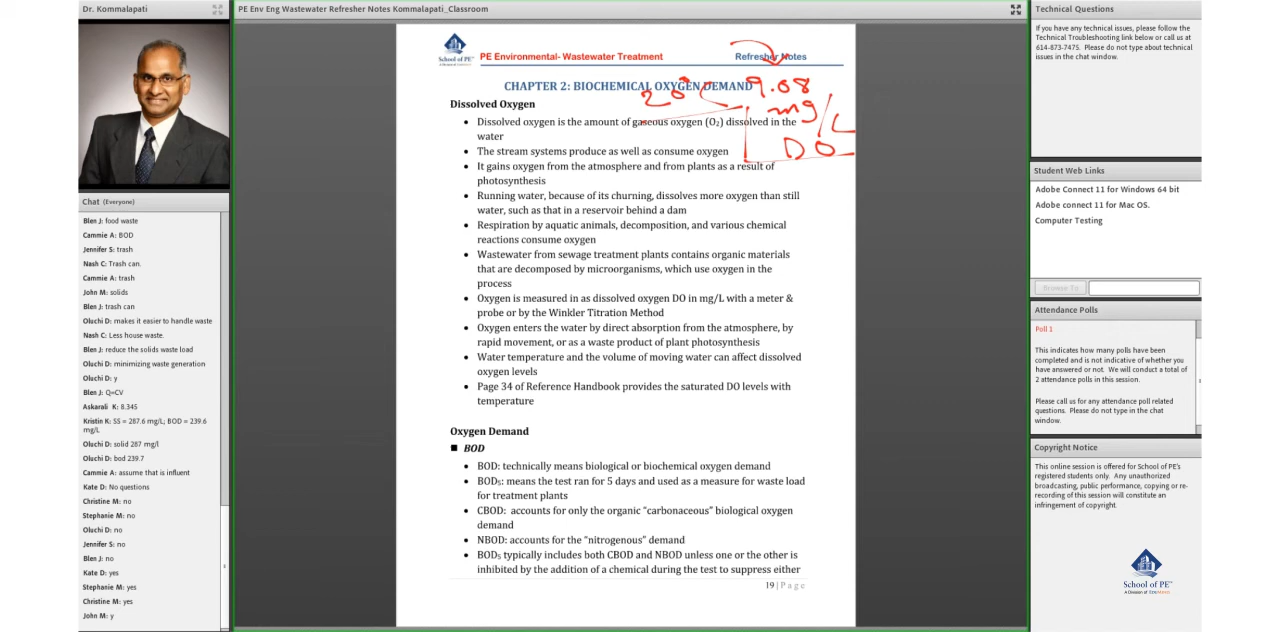 Dr. Kommalapati
PE Env Eng Wastewater Refresher Notes Kommalapati_Classroom
Chat (Everyone)
Blen J: food waste
Cammie A: BOD
Jennifer S: trash
Nash C: Trash can.
Cammie A: trash
John M: solids
Blen J: trash can
Oluchi D: makes it easier to handle waste
Nash C: Less house waste.
Blen J: reduce the solids waste load
Oluchi D: minimizing waste generation
Oluchi D: y
Blen J: Q=CV
Askarali K: 8.345
Kristin K: SS = 287.6 mg/L; BOD = 239.6
mg/L
Oluchi D: solid 287 mg/l
Oluchi D: bod 239.7
Cammie A: assume that is influent
Kate D: No questions
Christine M: no
Stephanie M: no
Oluchi D: no
Jennifer S: no
Blen J: no
Kate D: yes
Stephanie M: yes
Christine M: yes
John M: y
School of PE
PE Environmental- Wastewater Treatment
Refresher Notes
CHAPTER 2: BIOCHEMICAL OXYGEN DEMAND
20°C
9.08
mg/L
DO
Dissolved Oxygen
• Dissolved oxygen is the amount of gaseous oxygen (O₂) dissolved in the
water
• The stream systems produce as well as consume oxygen
• It gains oxygen from the atmosphere and from plants as a result of
photosynthesis
• Running water, because of its churning, dissolves more oxygen than still
water, such as that in a reservoir behind a dam
• Respiration by aquatic animals, decomposition, and various chemical
reactions consume oxygen
• Wastewater from sewage treatment plants contains organic materials
that are decomposed by microorganisms, which use oxygen in the
process
• Oxygen is measured in as dissolved oxygen DO in mg/L with a meter &
probe or by the Winkler Titration Method
• Oxygen enters the water by direct absorption from the atmosphere, by
rapid movement, or as a waste product of plant photosynthesis
• Water temperature and the volume of moving water can affect dissolved
oxygen levels
• Page 34 of Reference Handbook provides the saturated DO levels with
temperature
Oxygen Demand
■ BOD
• BOD: technically means biological or biochemical oxygen demand
• BOD₅: means the test ran for 5 days and used as a measure for waste load
for treatment plants
• CBOD: accounts for only the organic “carbonaceous” biological oxygen
demand
• NBOD: accounts for the “nitrogenous” demand
• BOD₅ typically includes both CBOD and NBOD unless one or the other is
inhibited by the addition of a chemical during the test to suppress either
19 | Page
Technical Questions
If you have any technical issues, please follow the
Technical Troubleshooting link below or call us at
614-873-7475. Please do not type about technical
issues in the chat window.
Student Web Links
Adobe Connect 11 for Windows 64 bit
Adobe connect 11 for Mac OS.
Computer Testing
Browse To
Attendance Polls
Poll 1
This indicates how many polls have been
completed and is not indicative of whether you
have answered or not. We will conduct a total of
2 attendance polls in this session.
Please call us for any attendance poll related
questions. Please do not type in the chat
window.
Copyright Notice
This online session is offered for School of PE's
registered students only. Any unauthorized
broadcasting, public performance, copying or re-
recording of this session will constitute an
infringement of copyright.
School of PE